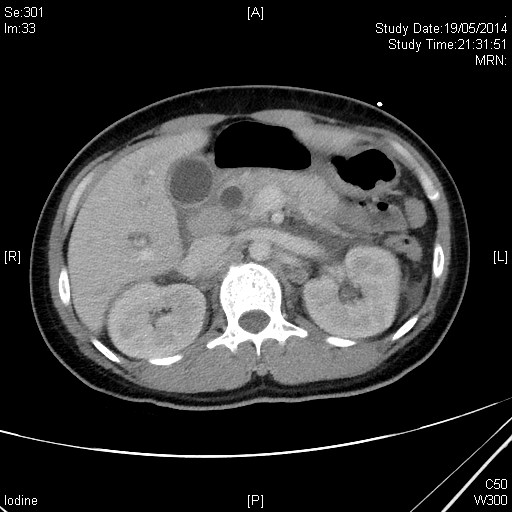 Se:301
Im:33
[A]
Study Date:19/05/2014
Study Time:21:31:51
MRN:
[R]
[L]
Iodine
[P]
C50
W300